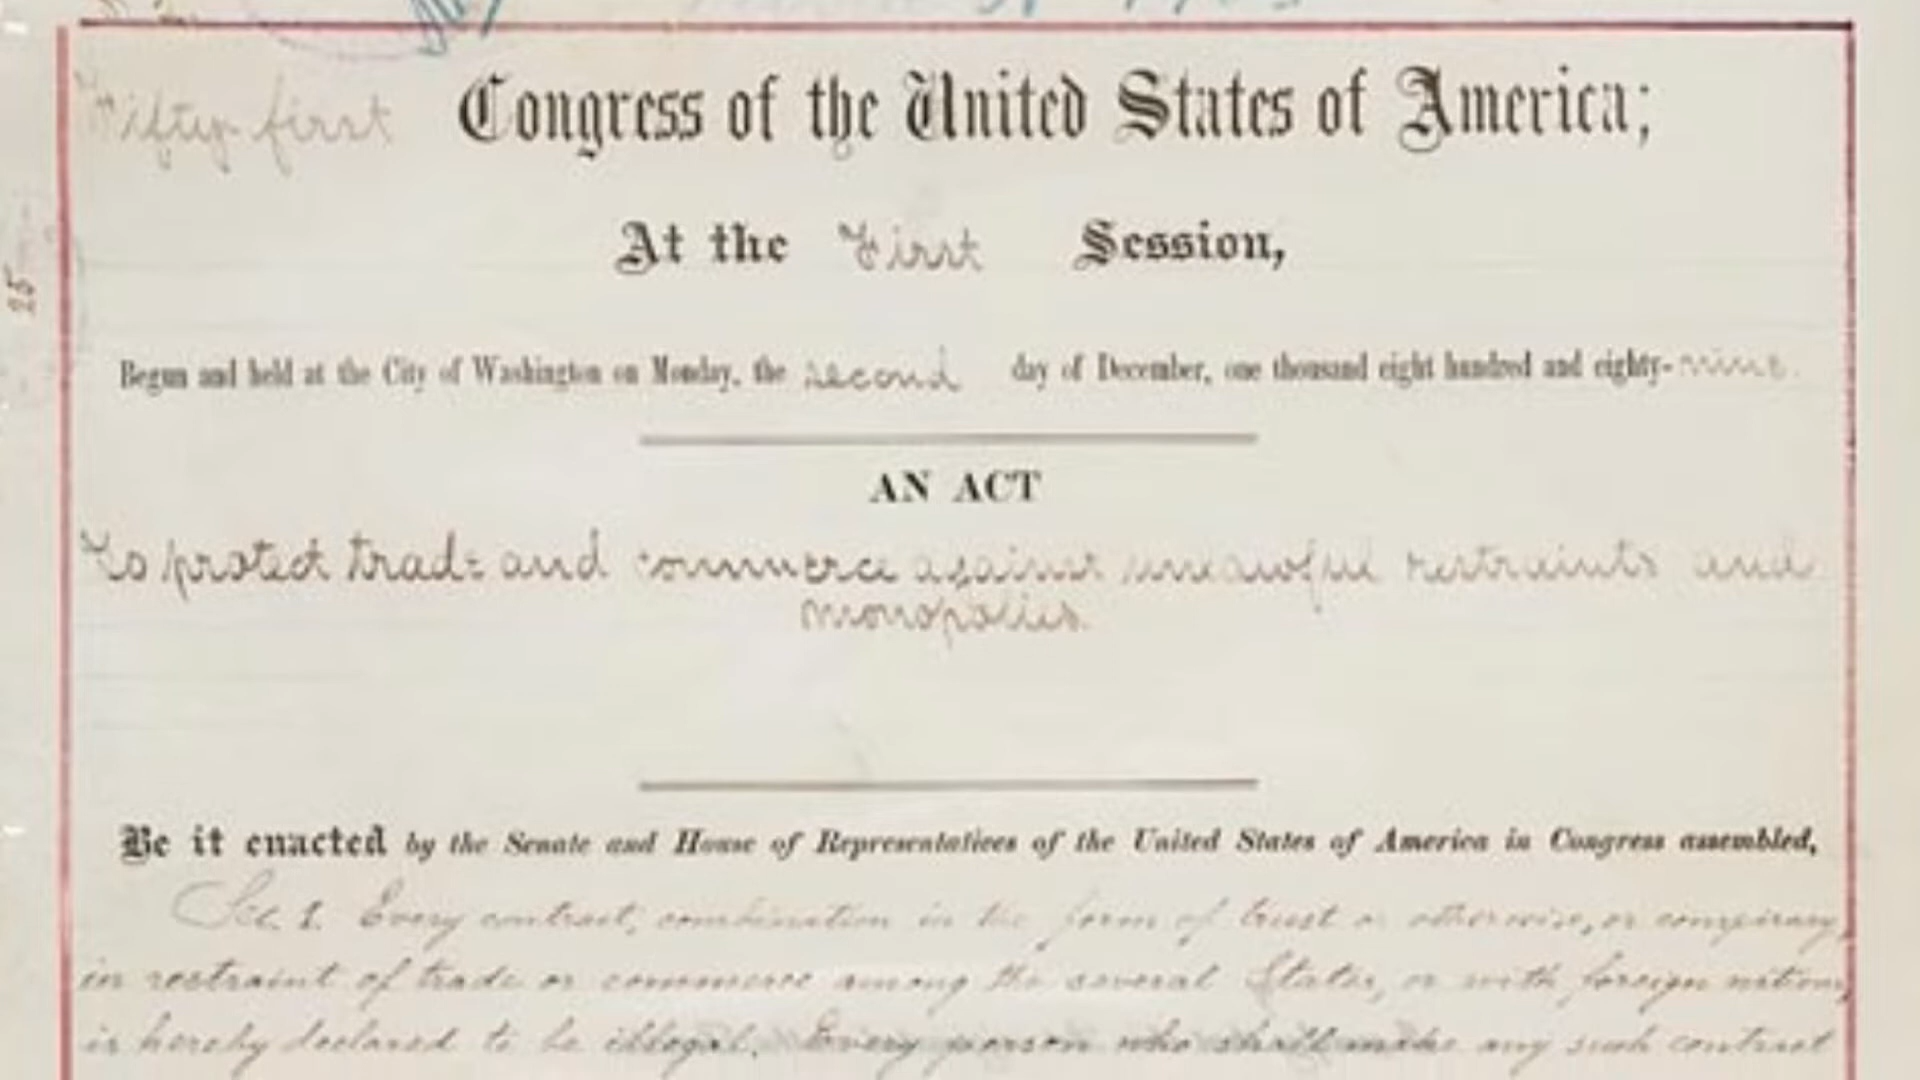 Fifty-first Congress of the United States of America;
At the First Session,
Begun and held at the City of Washington on Monday, the second day of December, one thousand eight hundred and eighty-nine.
AN ACT
To protect trade and commerce against unlawful restraints and
monopolies.
Be it enacted by the Senate and House of Representatives of the United States of America in Congress assembled,
Sec. 1. Every contract, combination in the form of trust or otherwise, or conspiracy,
in restraint of trade or commerce among the several States, or with foreign nations,
is hereby declared to be illegal. Every person who shall make any such contract
25